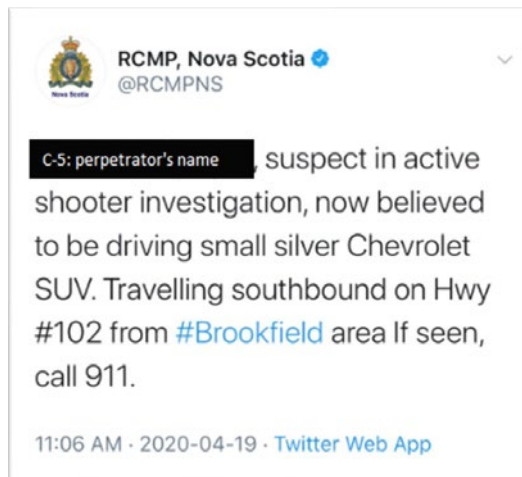 RCMP, Nova Scotia
@RCMPNS
Nova Scotia
C-5: perpetrator's name , suspect in active
shooter investigation, now believed
to be driving small silver Chevrolet
SUV. Travelling southbound on Hwy
#102 from #Brookfield area If seen,
call 911.
11:06 AM · 2020-04-19 · Twitter Web App